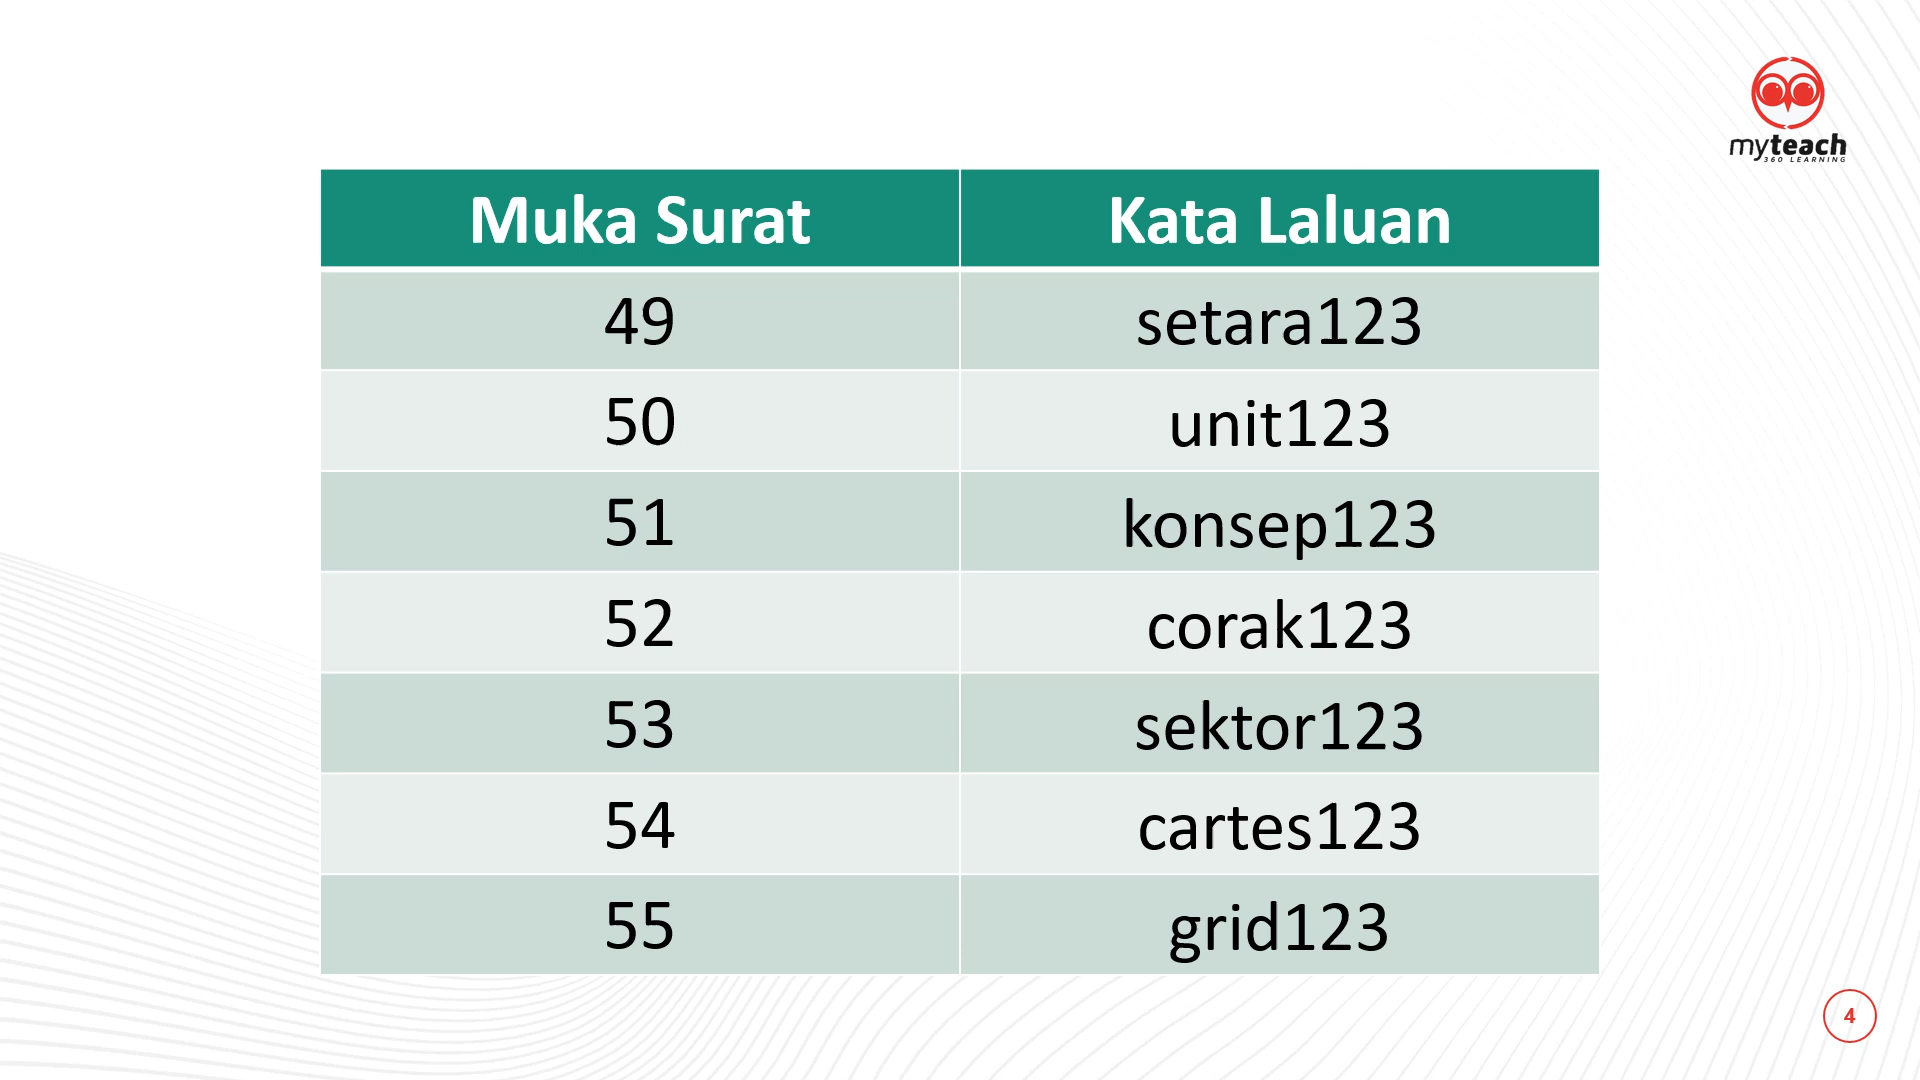 myteach
360 LEARNING
Muka Surat Kata Laluan
49 setara123
50 unit123
51 konsep123
52 corak123
53 sektor123
54 cartes123
55 grid123
4